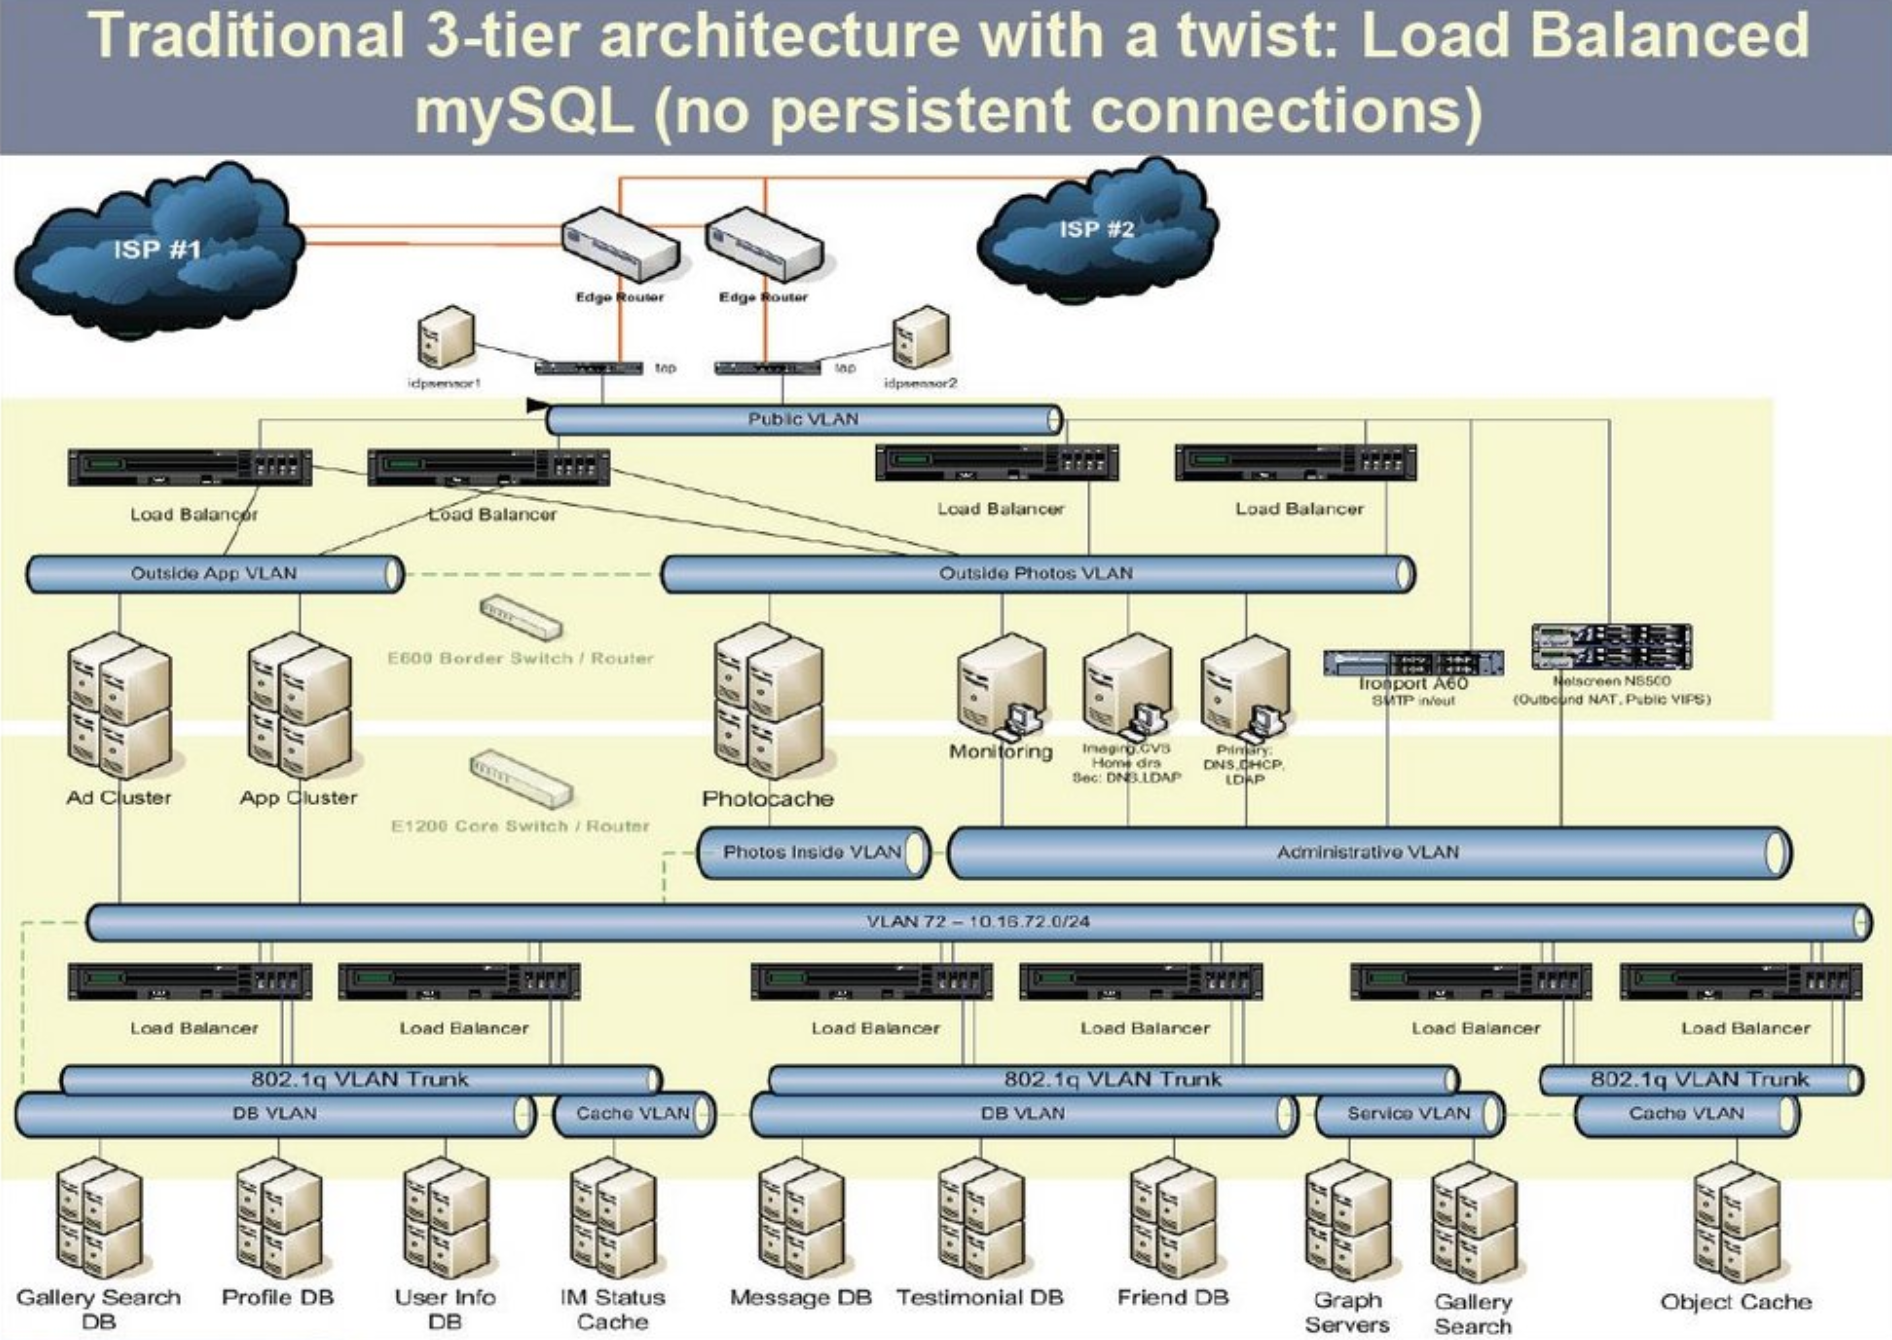 Traditional 3-tier architecture with a twist: Load Balanced
mySQL (no persistent connections)
ISP #1
ISP #2
Edge Router
Edge Router
idpsensor1
tap
tap
idpsensor2
Public VLAN
Load Balancer
Load Balancer
Load Balancer
Load Balancer
Outside App VLAN
Outside Photos VLAN
E600 Border Switch / Router
Ironport A60
SMTP in/out
Netscreen NS500
(Outbound NAT, Public VIPS)
Monitoring
Imaging,CVS
Home dirs
Sec: DNS,LDAP
Primary:
DNS,DHCP,
LDAP
Ad Cluster
App Cluster
Photocache
E1200 Core Switch / Router
Photos Inside VLAN
Administrative VLAN
VLAN 72 – 10.16.72.0/24
Load Balancer
Load Balancer
Load Balancer
Load Balancer
Load Balancer
Load Balancer
802.1q VLAN Trunk
802.1q VLAN Trunk
802.1q VLAN Trunk
DB VLAN
Cache VLAN
DB VLAN
Service VLAN
Cache VLAN
Gallery Search
DB
Profile DB
User Info
DB
IM Status
Cache
Message DB
Testimonial DB
Friend DB
Graph
Servers
Gallery
Search
Object Cache